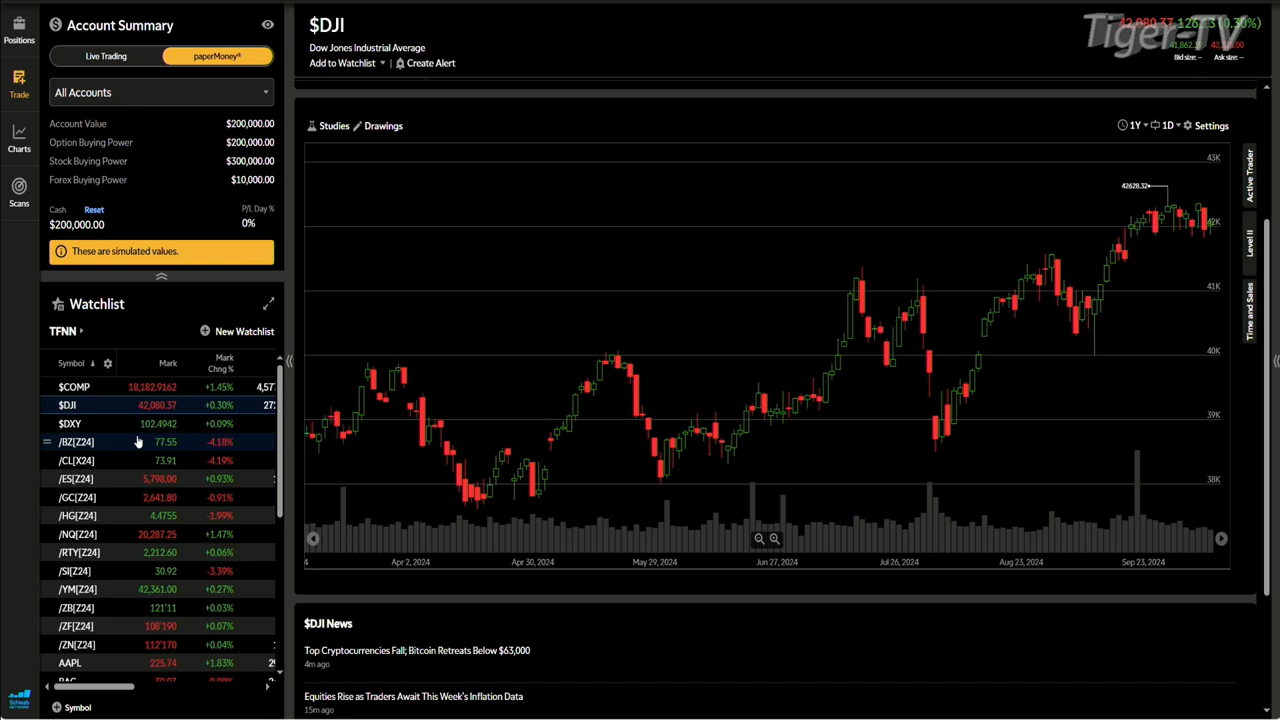 Positions
Trade
Charts
Scans
Schwab
NETWORK
Account Summary
Live Trading
paperMoney®
All Accounts
Account Value $200,000.00
Option Buying Power $200,000.00
Stock Buying Power $300,000.00
Forex Buying Power $10,000.00
Cash Reset P/L Day %
$200,000.00 0%
These are simulated values.
Watchlist
TFNN New Watchlist
Symbol Mark Mark Chng %
$COMP 18,182.9162 +1.45% 4,57
$DJI 42,080.37 +0.30% 27
$DXY 102.4942 +0.09%
/BZ[Z24] 77.55 -4.18%
/CL[X24] 73.91 -4.19%
/ES[Z24] 5,798.00 +0.93%
/GC[Z24] 2,641.80 -0.91%
/HG[Z24] 4.4755 -1.99%
/NQ[Z24] 20,287.25 +1.47%
/RTY[Z24] 2,212.60 +0.06%
/SI[Z24] 30.92 -3.39%
/YM[Z24] 42,361.00 +0.27%
/ZB[Z24] 121'11 +0.03%
/ZF[Z24] 108'190 +0.07%
/ZN[Z24] 112'170 +0.04%
AAPL 225.74 +1.83%
Symbol
$DJI
Dow Jones Industrial Average
Add to Watchlist Create Alert
Tiger-TV
42,080.37 (0.30%)
Bid size: -- Ask size: --
Studies Drawings
1Y 1D Settings
43K
42628.32
42K
41K
40K
39K
38K
4 Apr 2, 2024 Apr 30, 2024 May 29, 2024 Jun 27, 2024 Jul 26, 2024 Aug 23, 2024 Sep 23, 2024
Active Trader
Level II
Time and Sales
$DJI News
Top Cryptocurrencies Fall; Bitcoin Retreats Below $63,000
4m ago
Equities Rise as Traders Await This Week's Inflation Data
15m ago